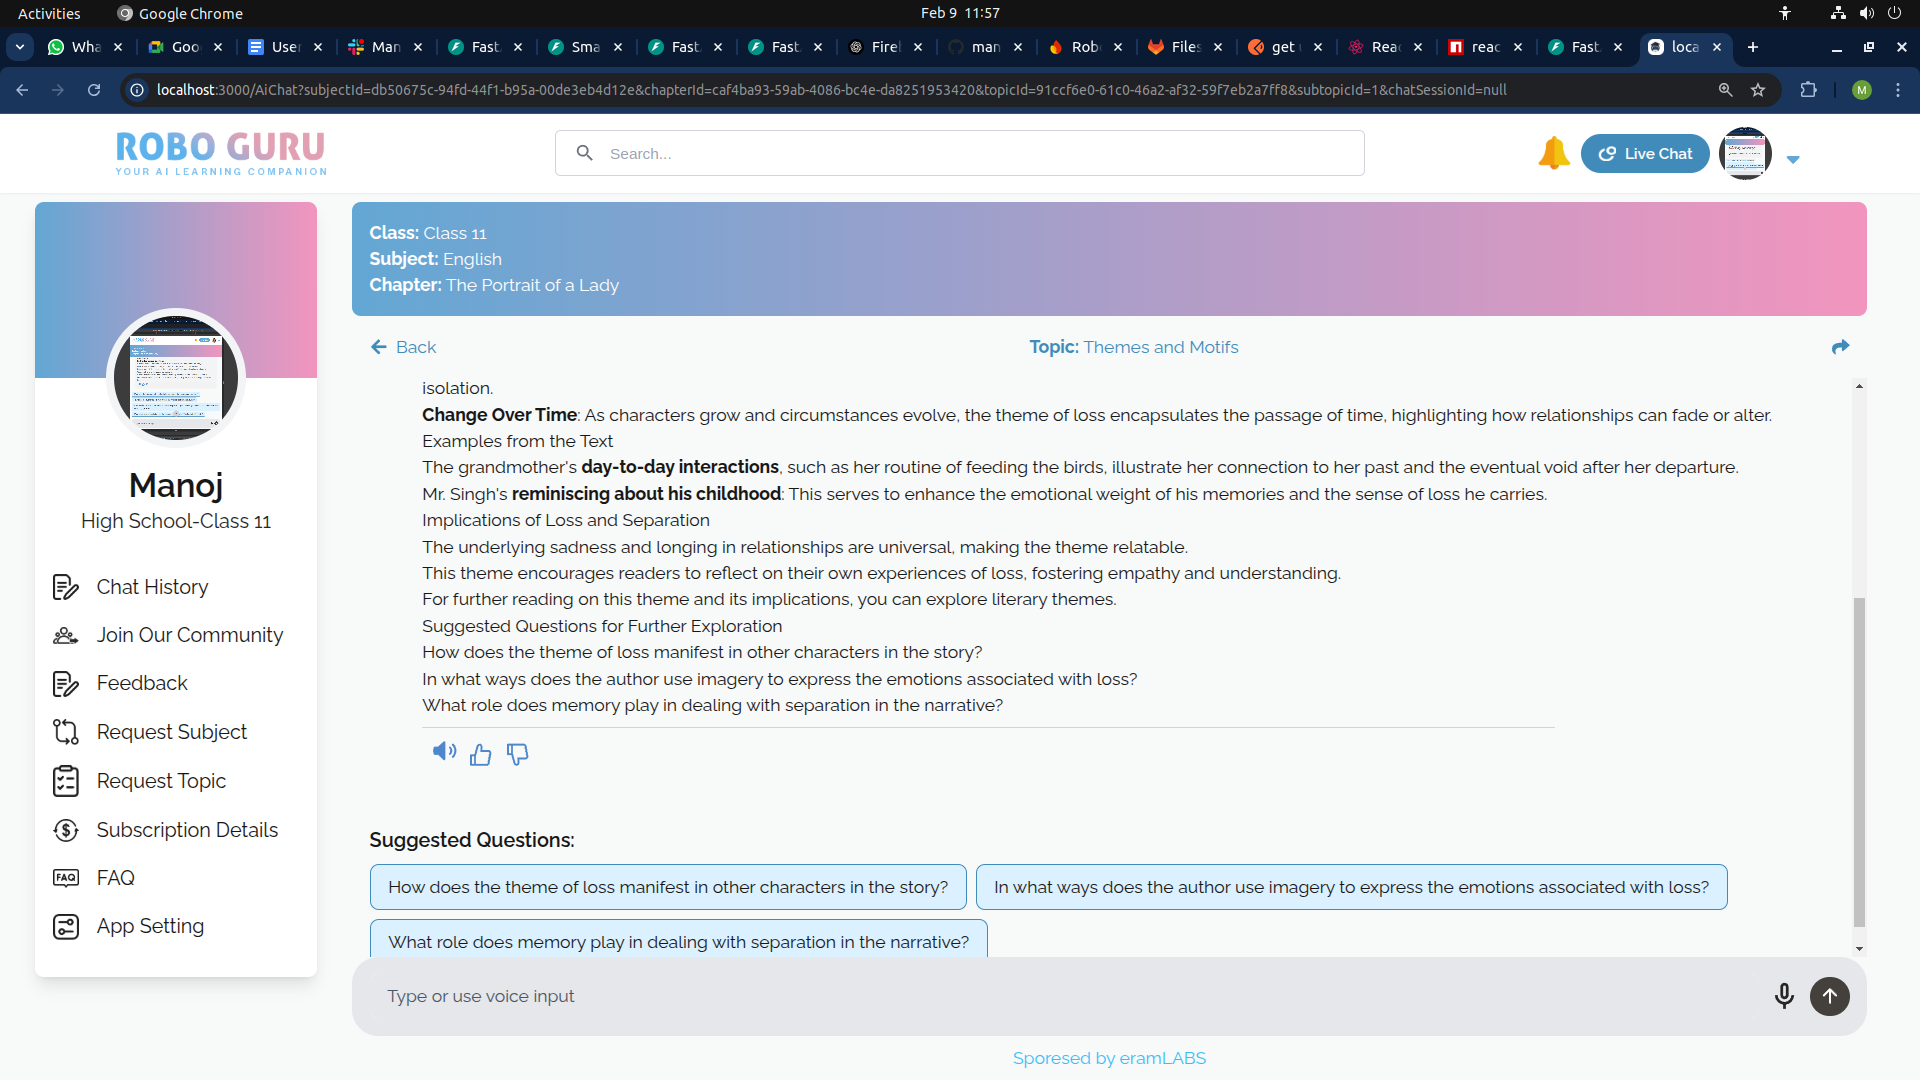 Activities
Google Chrome
Feb 9 11:57
Wha
Goo
User
Man
Fast
Sma
Fast
Fast
Firel
man
Rob
Files
get
Reac
reac
Fast
loca
localhost:3000/AiChat?subjectId=db50675c-94fd-44f1-b95a-00de3eb4d12e&chapterId=caf4ba93-59ab-4086-bc4e-da8251953420&topicId=91ccf6e0-61c0-46a2-af32-59f7eb2a7ff8&subtopicId=1&chatSessionId=null
M
ROBO GURU
YOUR AI LEARNING COMPANION
Search...
Live Chat
Class: Class 11
Subject: English
Chapter: The Portrait of a Lady
Back
Topic: Themes and Motifs
isolation.
Change Over Time: As characters grow and circumstances evolve, the theme of loss encapsulates the passage of time, highlighting how relationships can fade or alter.
Examples from the Text
The grandmother's day-to-day interactions, such as her routine of feeding the birds, illustrate her connection to her past and the eventual void after her departure.
Mr. Singh's reminiscing about his childhood: This serves to enhance the emotional weight of his memories and the sense of loss he carries.
Implications of Loss and Separation
The underlying sadness and longing in relationships are universal, making the theme relatable.
This theme encourages readers to reflect on their own experiences of loss, fostering empathy and understanding.
For further reading on this theme and its implications, you can explore literary themes.
Suggested Questions for Further Exploration
How does the theme of loss manifest in other characters in the story?
In what ways does the author use imagery to express the emotions associated with loss?
What role does memory play in dealing with separation in the narrative?
Suggested Questions:
How does the theme of loss manifest in other characters in the story?
In what ways does the author use imagery to express the emotions associated with loss?
What role does memory play in dealing with separation in the narrative?
Type or use voice input
Sporesed by eramLABS
Manoj
High School-Class 11
Chat History
Join Our Community
Feedback
Request Subject
Request Topic
Subscription Details
FAQ
FAQ
App Setting